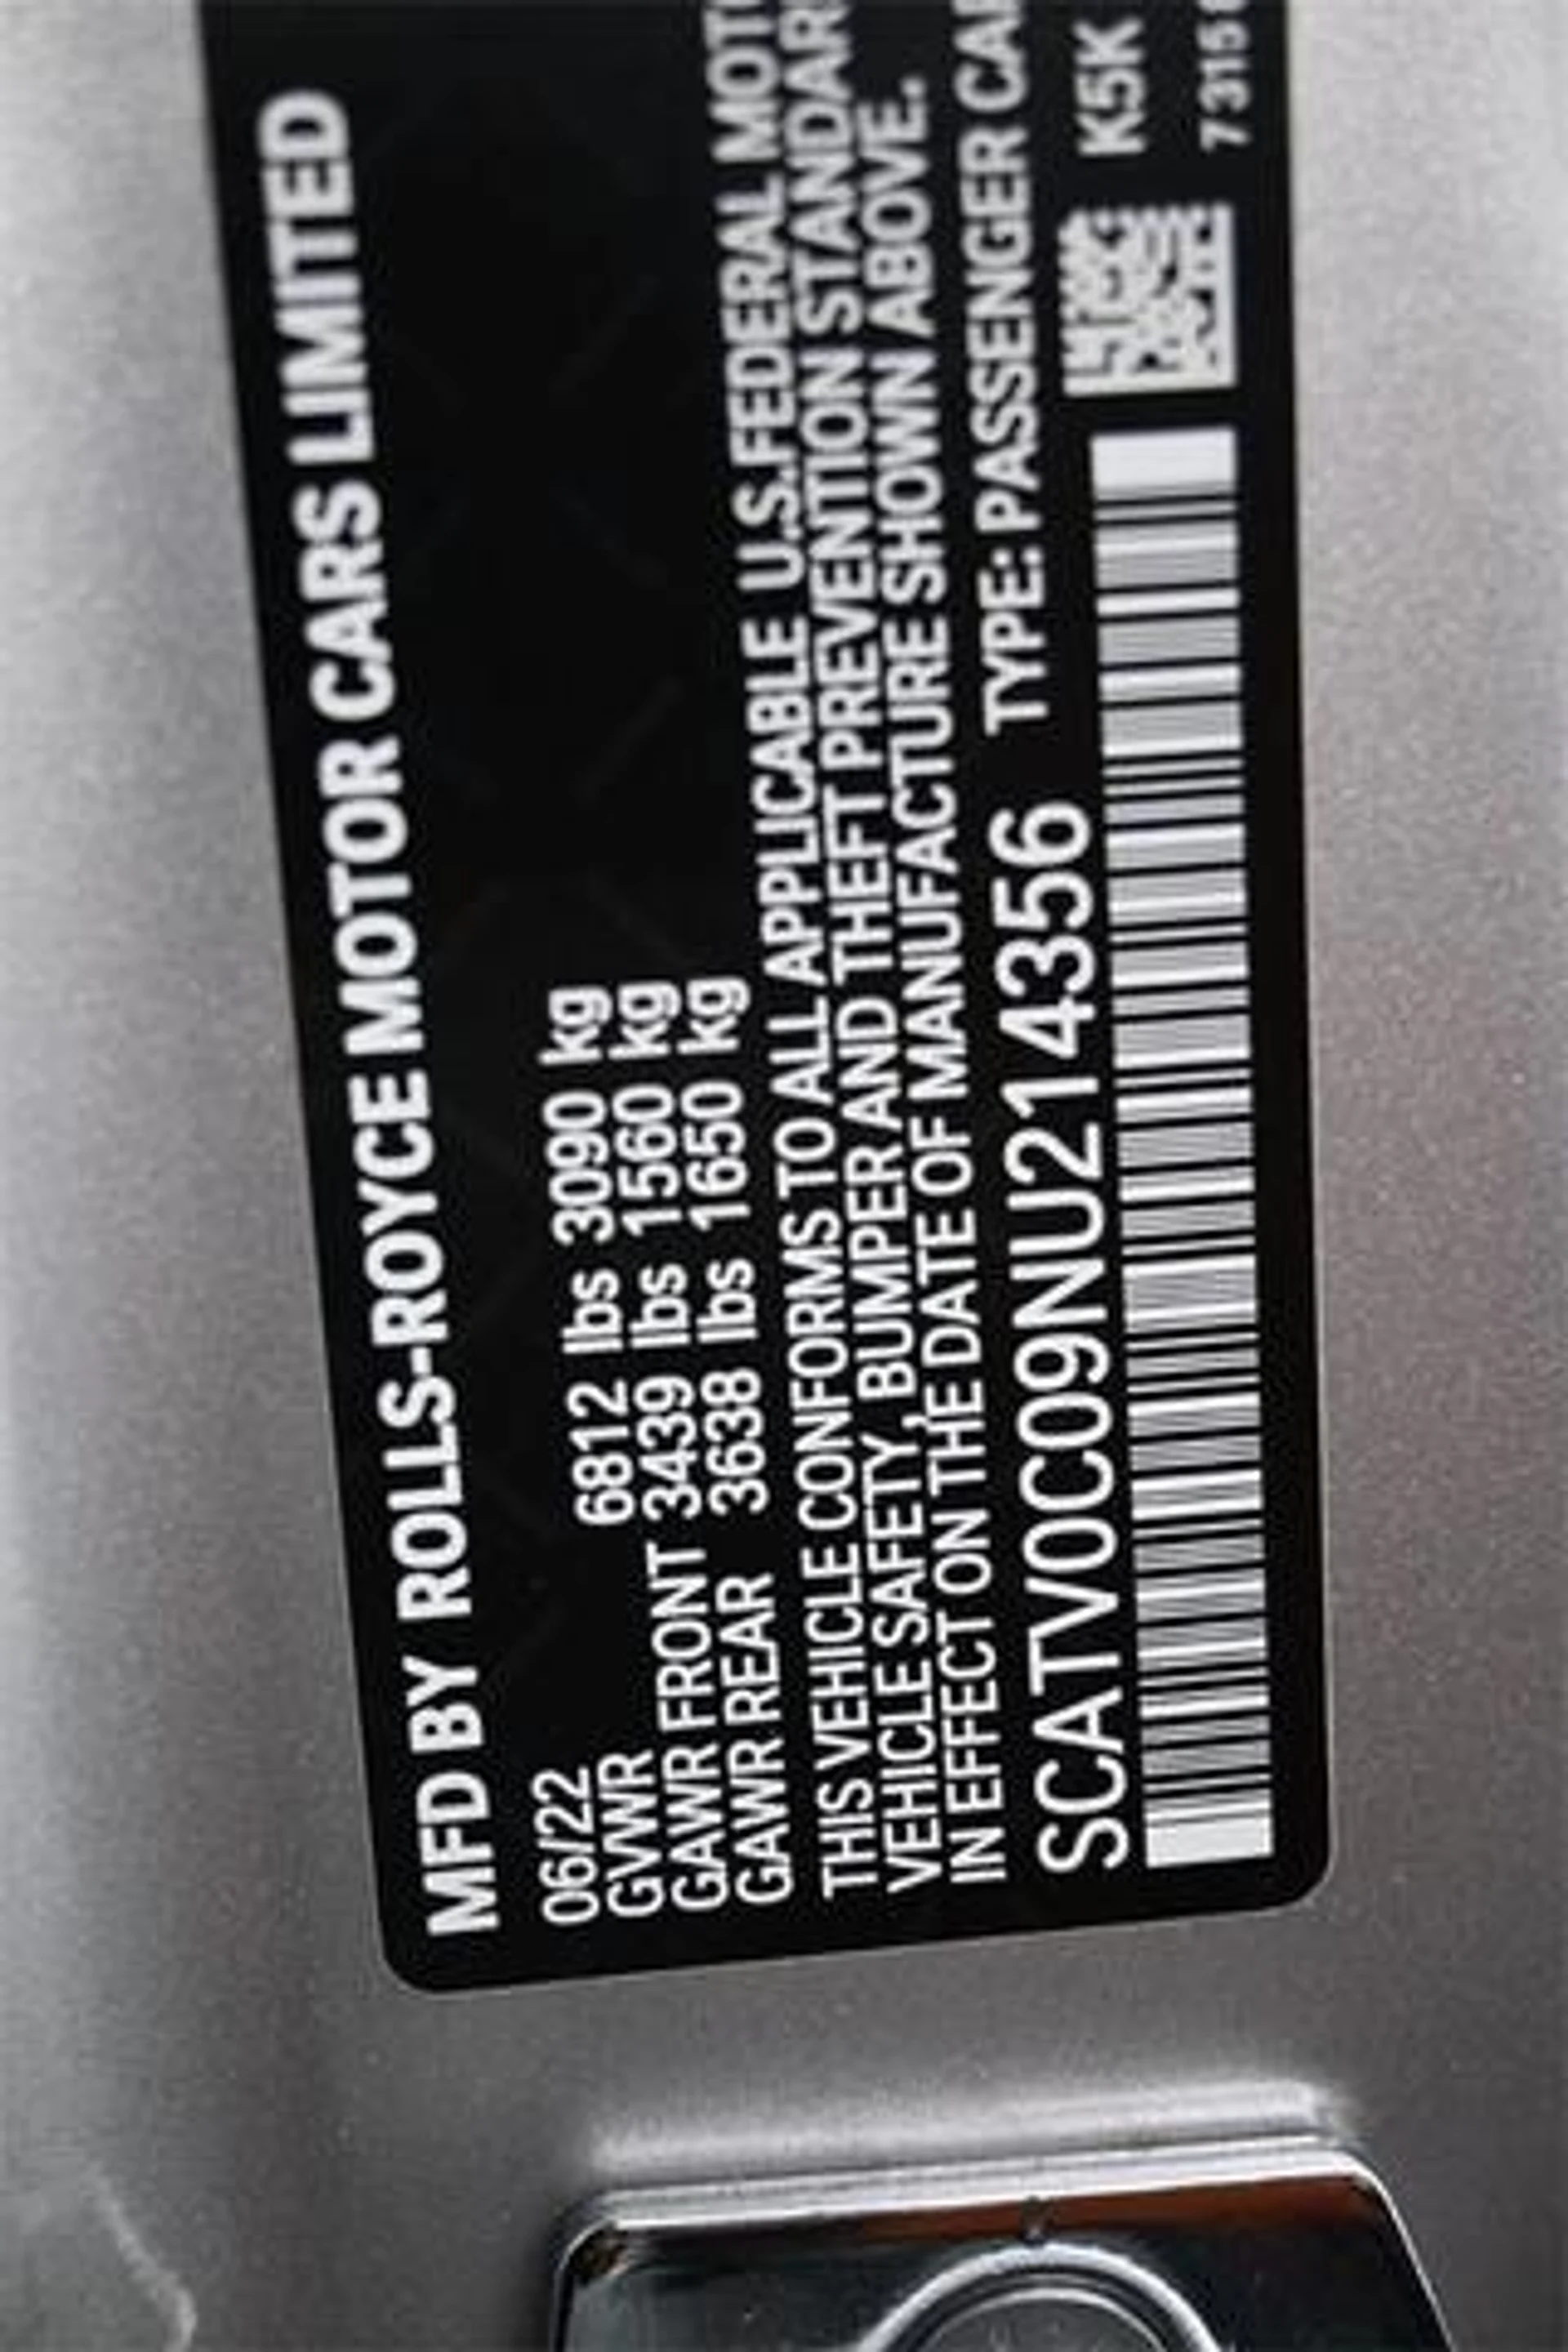 MFD BY ROLLS-ROYCE MOTOR CARS LIMITED
06/22
GVWR 6812 lbs 3090 kg
GAWR FRONT 3439 lbs 1560 kg
GAWR REAR 3638 lbs 1650 kg
THIS VEHICLE CONFORMS TO ALL APPLICABLE U.S.FEDERAL MOT
VEHICLE SAFETY, BUMPER AND THEFT PREVENTION STANDAR
IN EFFECT ON THE DATE OF MANUFACTURE SHOWN ABOVE.
SCATV0C09NU214356 TYPE: PASSENGER CAR
K5K
7315